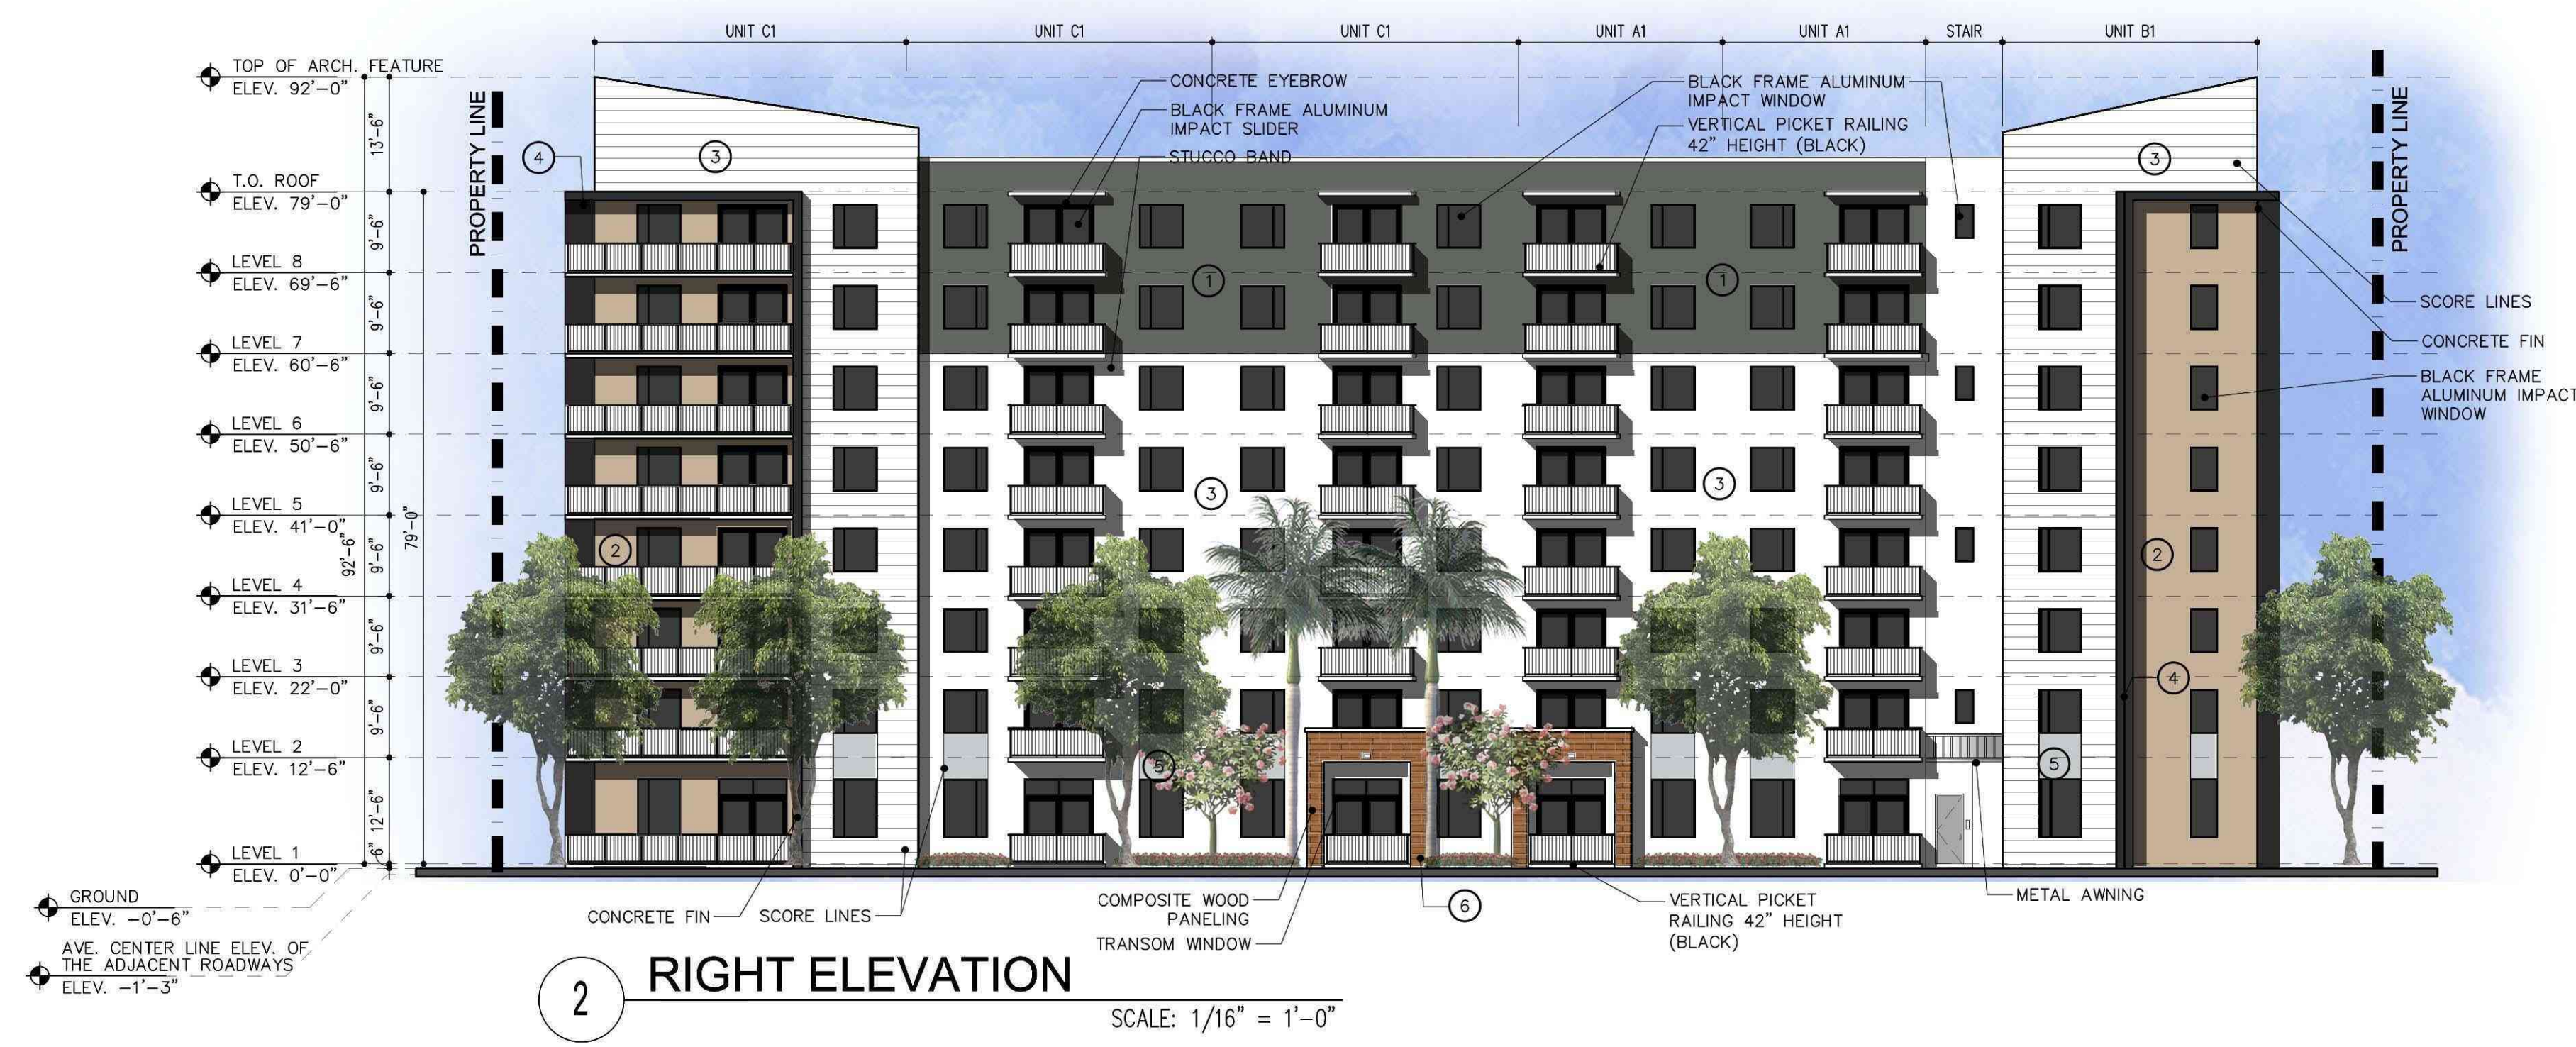 UNIT C1
UNIT C1
UNIT C1
UNIT A1
UNIT A1
STAIR
UNIT B1
TOP OF ARCH. FEATURE
ELEV. 92'-0"
T.O. ROOF
ELEV. 79'-0"
LEVEL 8
ELEV. 69'-6"
LEVEL 7
ELEV. 60'-6"
LEVEL 6
ELEV. 50'-6"
LEVEL 5
ELEV. 41'-0"
LEVEL 4
ELEV. 31'-6"
LEVEL 3
ELEV. 22'-0"
LEVEL 2
ELEV. 12'-6"
LEVEL 1
ELEV. 0'-0"
GROUND
ELEV. -0'-6"
AVE. CENTER LINE ELEV. OF
THE ADJACENT ROADWAYS
ELEV. -1'-3"
13'-6"
9'-6"
9'-6"
9'-6"
9'-6"
9'-6"
9'-6"
9'-6"
12'-6"
6"
92'-6"
79'-0"
PROPERTY LINE
4
3
CONCRETE EYEBROW
BLACK FRAME ALUMINUM
IMPACT SLIDER
STUCCO BAND
BLACK FRAME ALUMINUM
IMPACT WINDOW
VERTICAL PICKET RAILING
42" HEIGHT (BLACK)
3
PROPERTY LINE
1
1
SCORE LINES
CONCRETE FIN
BLACK FRAME
ALUMINUM IMPACT
WINDOW
3
3
2
2
4
5
5
CONCRETE FIN
SCORE LINES
COMPOSITE WOOD
PANELING
TRANSOM WINDOW
6
VERTICAL PICKET
RAILING 42" HEIGHT
(BLACK)
METAL AWNING
2
RIGHT ELEVATION
SCALE: 1/16" = 1'-0"